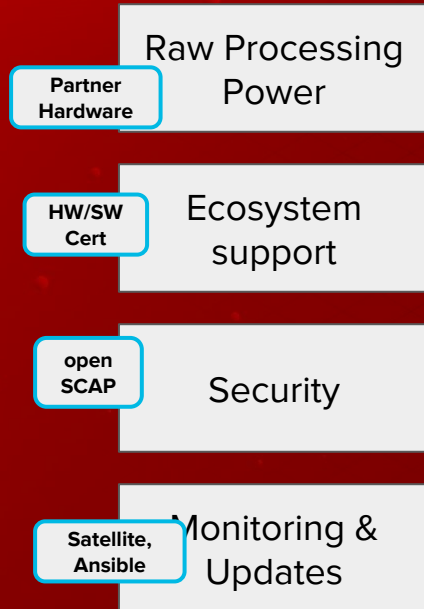 Raw Processing
Power
Partner
Hardware
Ecosystem
support
HW/SW
Cert
Security
open
SCAP
Monitoring &
Updates
Satellite,
Ansible